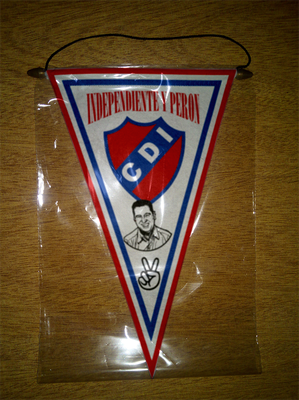 INDEPENDIENTE Y PERON
CDI